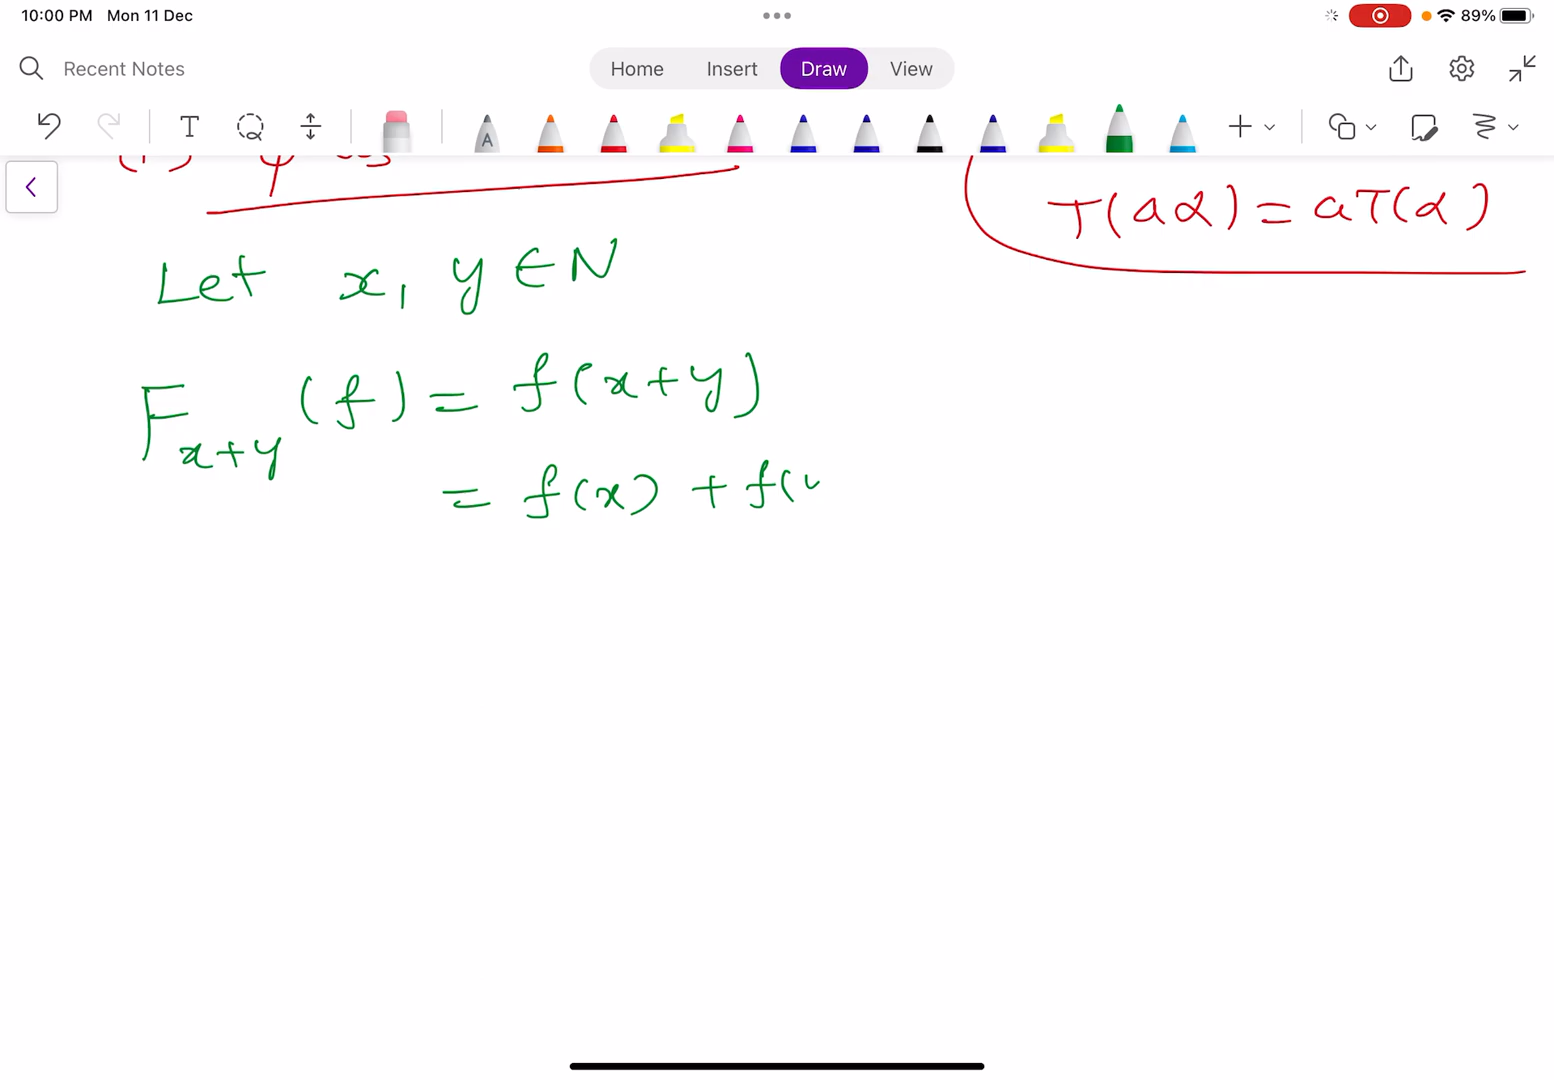 10:00 PM Mon 11 Dec
89%
Recent Notes
Home Insert Draw View
T
A
T(aα) = aT(α)
Let x, y ∈ N
F_{x+y}(f) = f(x+y)
= f(x) + f(